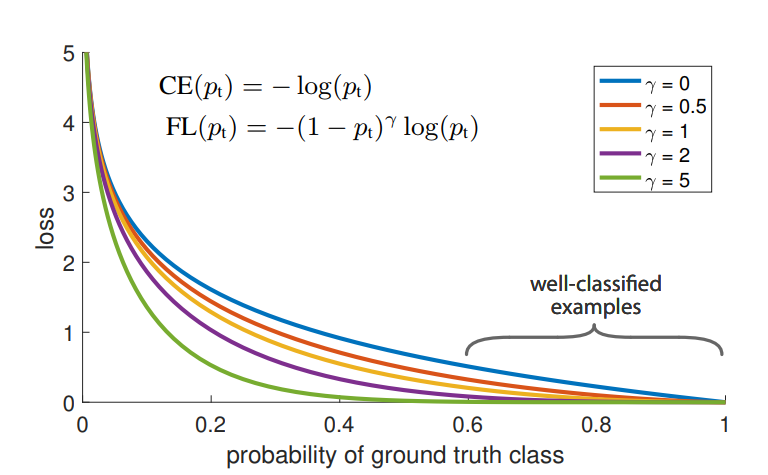 5
4
3
2
1
0
loss
CE(pt) = − log(pt)
FL(pt) = −(1 − pt)^γ log(pt)
γ = 0
γ = 0.5
γ = 1
γ = 2
γ = 5
well-classified
examples
0 0.2 0.4 0.6 0.8 1
probability of ground truth class